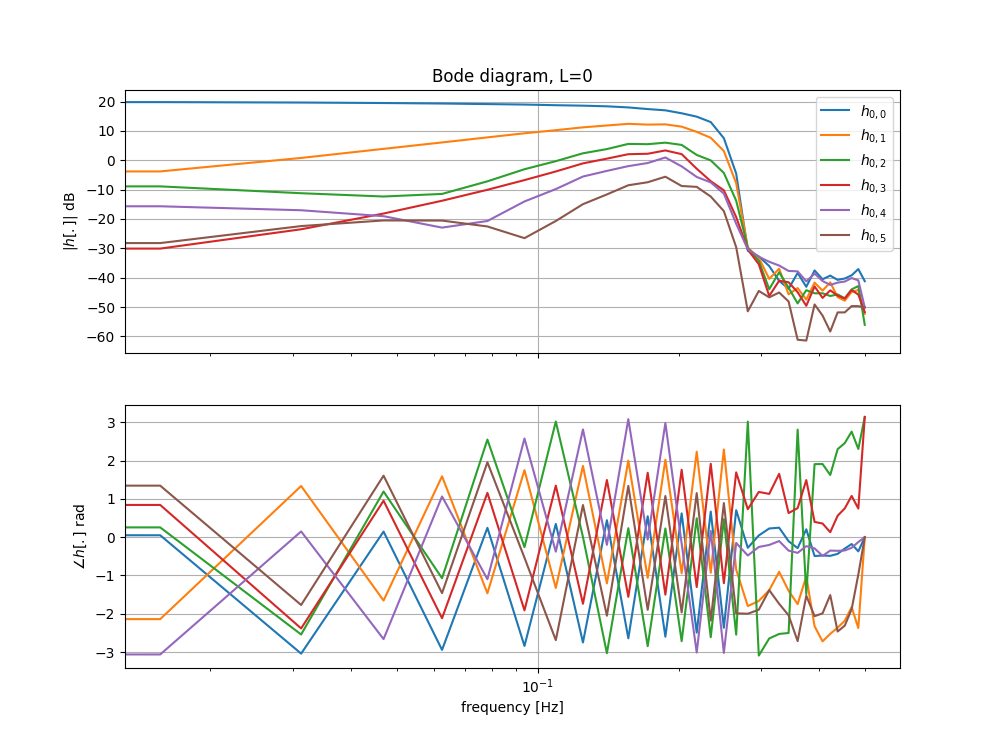 Bode diagram, L=0
|h[.]| dB
20
10
0
−10
−20
−30
−40
−50
−60
h0,0
h0,1
h0,2
h0,3
h0,4
h0,5
∠h[.] rad
3
2
1
0
−1
−2
−3
10−1
frequency [Hz]